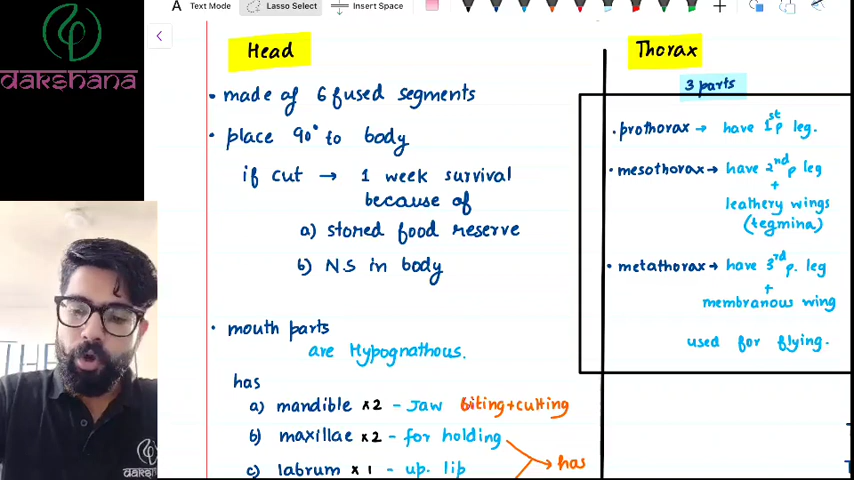 Text Mode Lasso Select Insert Space
dakshana
Head
• made of 6 fused segments
• place 90° to body
if cut → 1 week survival
because of
a) stored food reserve
b) N.S in body
• mouth parts
are Hypognathous.
has
a) mandible x2 - Jaw biting+cutting
b) maxillae x2 - for holding
c) labrum x 1 - up. lip
→ has
Thorax
3 parts
• prothorax → have 1st p leg.
• mesothorax → have 2nd p leg
+
leathery wings
(tegmina)
• metathorax → have 3rd p. leg
+
membranous wing
used for flying.
dakshana